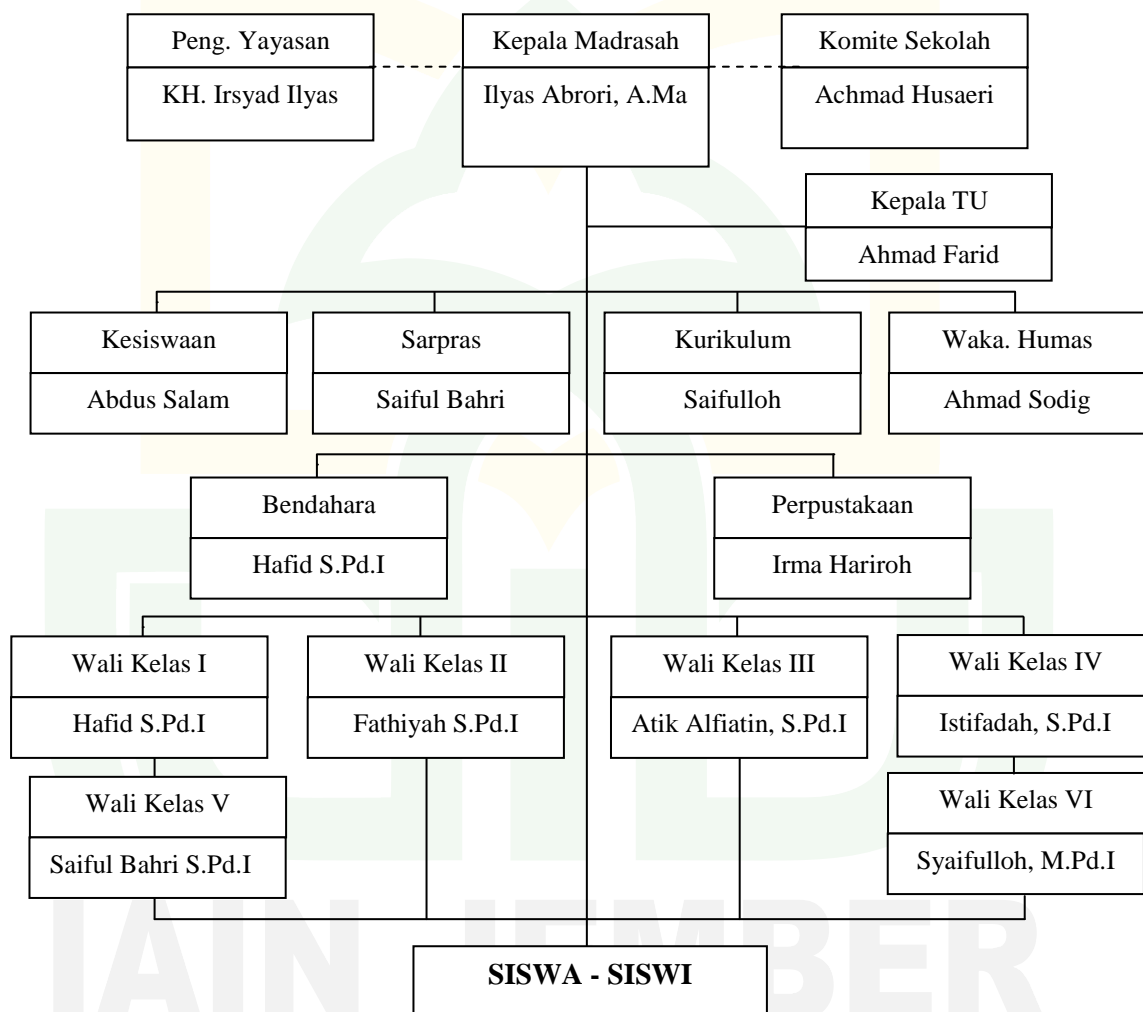 Peng. Yayasan
KH. Irsyad Ilyas
Kepala Madrasah
Ilyas Abrori, A.Ma
Komite Sekolah
Achmad Husaeri
Kepala TU
Ahmad Farid
Kesiswaan
Abdus Salam
Sarpras
Saiful Bahri
Kurikulum
Saifulloh
Waka. Humas
Ahmad Sodig
Bendahara
Hafid S.Pd.I
Perpustakaan
Irma Hariroh
Wali Kelas I
Hafid S.Pd.I
Wali Kelas II
Fathiyah S.Pd.I
Wali Kelas III
Atik Alfiatin, S.Pd.I
Wali Kelas IV
Istifadah, S.Pd.I
Wali Kelas V
Saiful Bahri S.Pd.I
Wali Kelas VI
Syaifulloh, M.Pd.I
IAIN JEMBER
SISWA - SISWI